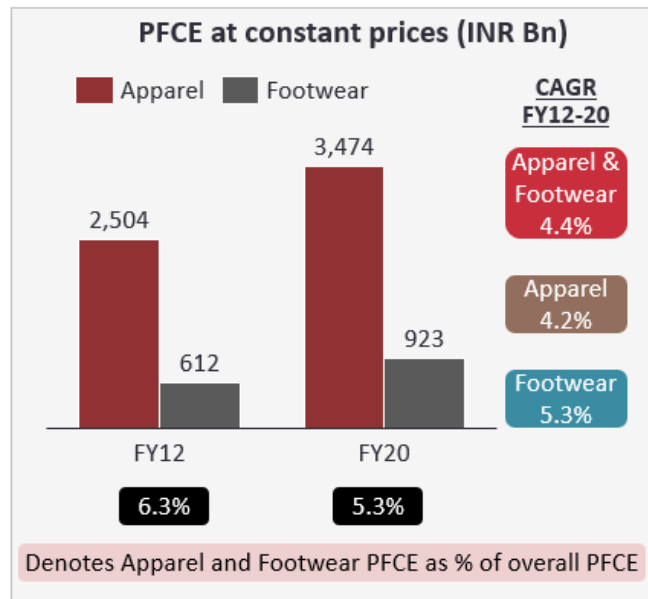 PFCE at constant prices (INR Bn)
Apparel
Footwear
CAGR
FY12-20
2,504
612
3,474
923
Apparel &
Footwear
4.4%
Apparel
4.2%
Footwear
5.3%
FY12
FY20
6.3%
5.3%
Denotes Apparel and Footwear PFCE as % of overall PFCE